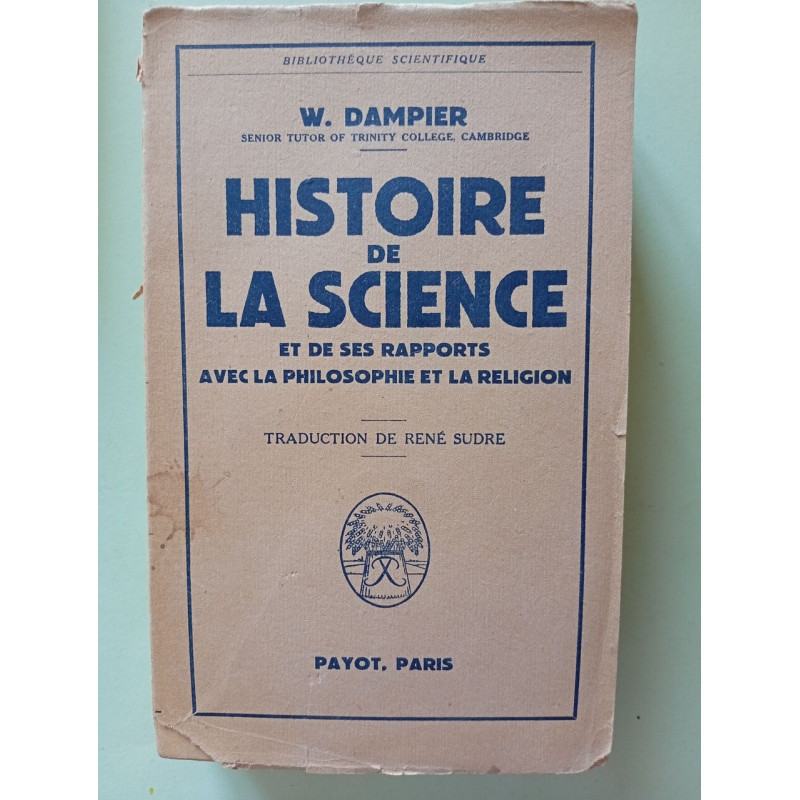 BIBLIOTHÈQUE SCIENTIFIQUE
W. DAMPIER
SENIOR TUTOR OF TRINITY COLLEGE, CAMBRIDGE
HISTOIRE
DE
LA SCIENCE
ET DE SES RAPPORTS
AVEC LA PHILOSOPHIE ET LA RELIGION
TRADUCTION DE RENÉ SUDRE
PAYOT, PARIS